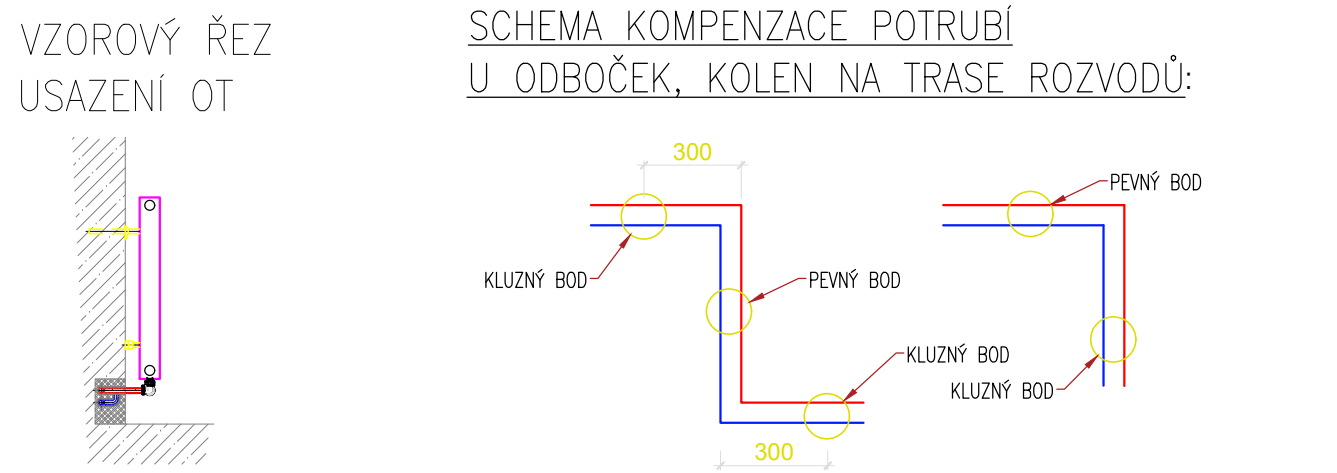 VZOROVÝ ŘEZ
USAZENÍ OT
SCHEMA KOMPENZACE POTRUBÍ
U ODBOČEK, KOLEN NA TRASE ROZVODŮ:
300
PEVNÝ BOD
KLUZNÝ BOD
PEVNÝ BOD
KLUZNÝ BOD
KLUZNÝ BOD
300